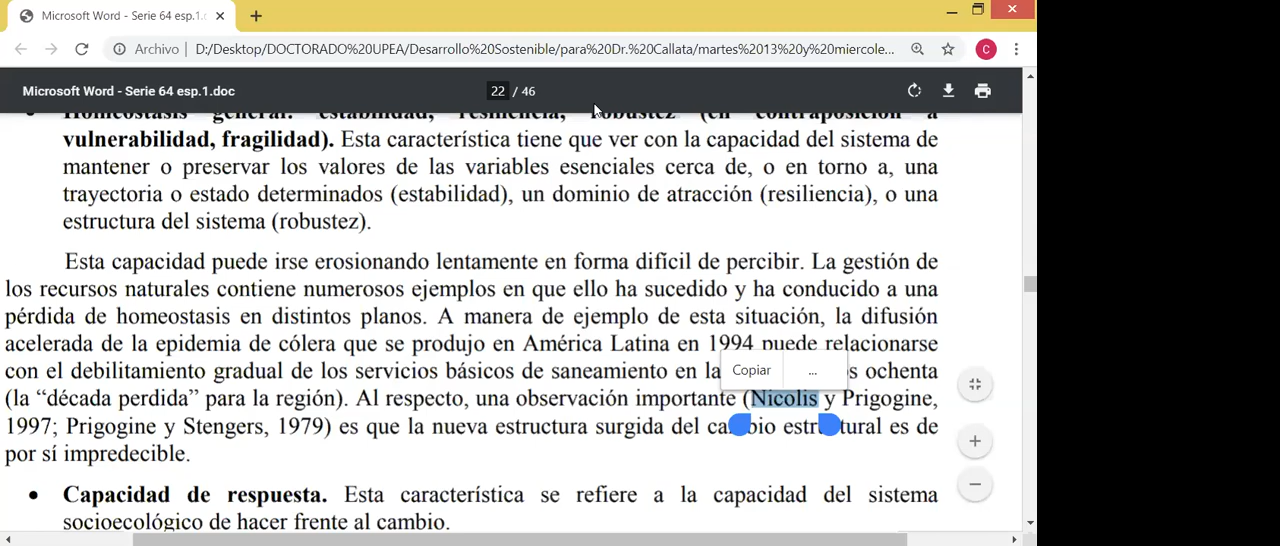 Microsoft Word - Serie 64 esp.1.c
Archivo D:/Desktop/DOCTORADO%20UPEA/Desarrollo%20Sostenible/para%20Dr.%20Callata/martes%2013%20y%20miercole...
C
Microsoft Word - Serie 64 esp.1.doc
22 / 46
Homeostasis general: estabilidad, resiliencia, robustez (en contraposición a
vulnerabilidad, fragilidad). Esta característica tiene que ver con la capacidad del sistema de
mantener o preservar los valores de las variables esenciales cerca de, o en torno a, una
trayectoria o estado determinados (estabilidad), un dominio de atracción (resiliencia), o una
estructura del sistema (robustez).
Esta capacidad puede irse erosionando lentamente en forma difícil de percibir. La gestión de
los recursos naturales contiene numerosos ejemplos en que ello ha sucedido y ha conducido a una
pérdida de homeostasis en distintos planos. A manera de ejemplo de esta situación, la difusión
acelerada de la epidemia de cólera que se produjo en América Latina en 1994 puede relacionarse
con el debilitamiento gradual de los servicios básicos de saneamiento en la s ochenta
Copiar ...
(la “década perdida” para la región). Al respecto, una observación importante (Nicolis y Prigogine,
1997; Prigogine y Stengers, 1979) es que la nueva estructura surgida del cambio estructural es de
por sí impredecible.
• Capacidad de respuesta. Esta característica se refiere a la capacidad del sistema
socioecológico de hacer frente al cambio.